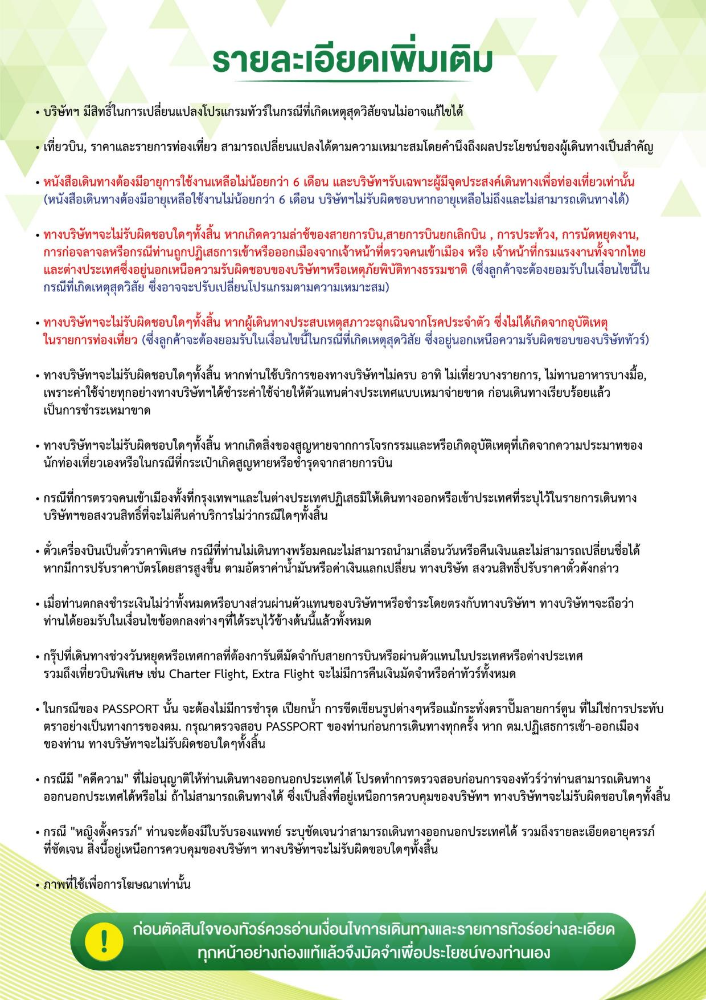 รายละเอียดเพิ่มเติม
• บริษัทฯ มีสิทธิ์ในการเปลี่ยนแปลงโปรแกรมทัวร์ในกรณีที่เกิดเหตุสุดวิสัยจนไม่อาจแก้ไขได้
• เที่ยวบิน, ราคาและรายการท่องเที่ยว สามารถเปลี่ยนแปลงได้ตามความเหมาะสมโดยคำนึงถึงผลประโยชน์ของผู้เดินทางเป็นสำคัญ
• หนังสือเดินทางต้องมีอายุการใช้งานเหลือไม่น้อยกว่า 6 เดือน และบริษัทฯรับเฉพาะผู้มีจุดประสงค์เดินทางเพื่อท่องเที่ยวเท่านั้น
(หนังสือเดินทางต้องมีอายุเหลือใช้งานไม่น้อยกว่า 6 เดือน บริษัทฯไม่รับผิดชอบหากอายุเหลือไม่ถึงและไม่สามารถเดินทางได้)
• ทางบริษัทฯจะไม่รับผิดชอบใดๆทั้งสิ้น หากเกิดความล่าช้าของสายการบิน,สายการบินยกเลิกบิน , การประท้วง, การนัดหยุดงาน,
การก่อจลาจลหรือกรณีท่านถูกปฏิเสธการเข้าหรือออกเมืองจากเจ้าหน้าที่ตรวจคนเข้าเมือง หรือ เจ้าหน้าที่กรมแรงงานทั้งจากไทย
และต่างประเทศซึ่งอยู่นอกเหนือความรับผิดชอบของบริษัทฯหรือเหตุภัยพิบัติทางธรรมชาติ (ซึ่งลูกค้าจะต้องยอมรับในเงื่อนไขนี้ใน
กรณีที่เกิดเหตุสุดวิสัย ซึ่งอาจจะปรับเปลี่ยนโปรแกรมตามความเหมาะสม)
• ทางบริษัทฯจะไม่รับผิดชอบใดๆทั้งสิ้น หากผู้เดินทางประสบเหตุสภาวะฉุกเฉินจากโรคประจำตัว ซึ่งไม่ได้เกิดจากอุบัติเหตุ
ในรายการท่องเที่ยว (ซึ่งลูกค้าจะต้องยอมรับในเงื่อนไขนี้ในกรณีที่เกิดเหตุสุดวิสัย ซึ่งอยู่นอกเหนือความรับผิดชอบของบริษัททัวร์)
• ทางบริษัทฯจะไม่รับผิดชอบใดๆทั้งสิ้น หากท่านใช้บริการของทางบริษัทฯไม่ครบ อาทิ ไม่เที่ยวบางรายการ, ไม่ทานอาหารบางมื้อ,
เพราะค่าใช้จ่ายทุกอย่างทางบริษัทฯได้ชำระค่าใช้จ่ายให้ตัวแทนต่างประเทศแบบเหมาจ่ายขาด ก่อนเดินทางเรียบร้อยแล้ว
เป็นการชำระเหมาขาด
• ทางบริษัทฯจะไม่รับผิดชอบใดๆทั้งสิ้น หากเกิดสิ่งของสูญหายจากการโจรกรรมและหรือเกิดอุบัติเหตุที่เกิดจากความประมาทของ
นักท่องเที่ยวเองหรือในกรณีที่กระเป๋าเกิดสูญหายหรือชำรุดจากสายการบิน
• กรณีที่การตรวจคนเข้าเมืองทั้งที่กรุงเทพฯและในต่างประเทศปฏิเสธมิให้เดินทางออกหรือเข้าประเทศที่ระบุไว้ในรายการเดินทาง
บริษัทฯขอสงวนสิทธิ์ที่จะไม่คืนค่าบริการไม่ว่ากรณีใดๆทั้งสิ้น
• ตั๋วเครื่องบินเป็นตั๋วราคาพิเศษ กรณีที่ท่านไม่เดินทางพร้อมคณะไม่สามารถนำมาเลื่อนวันหรือคืนเงินและไม่สามารถเปลี่ยนชื่อได้
หากมีการปรับราคาบัตรโดยสารสูงขึ้น ตามอัตราค่าน้ำมันหรือค่าเงินแลกเปลี่ยน ทางบริษัท สงวนสิทธิ์ปรับราคาตั๋วดังกล่าว
• เมื่อท่านตกลงชำระเงินไม่ว่าทั้งหมดหรือบางส่วนผ่านตัวแทนของบริษัทฯหรือชำระโดยตรงกับทางบริษัทฯ ทางบริษัทฯจะถือว่า
ท่านได้ยอมรับในเงื่อนไขข้อตกลงต่างๆที่ได้ระบุไว้ข้างต้นนี้แล้วทั้งหมด
• กรุ๊ปที่เดินทางช่วงวันหยุดหรือเทศกาลที่ต้องการันตีมัดจำกับสายการบินหรือผ่านตัวแทนในประเทศหรือต่างประเทศ
รวมถึงเที่ยวบินพิเศษ เช่น Charter Flight, Extra Flight จะไม่มีการคืนเงินมัดจำหรือค่าทัวร์ทั้งหมด
• ในกรณีของ PASSPORT นั้น จะต้องไม่มีการชำรุด เปียกน้ำ การขีดเขียนรูปต่างๆหรือแม้กระทั่งตราปั๊มลายการ์ตูน ที่ไม่ใช่การประทับ
ตราอย่างเป็นทางการของตม. กรุณาตรวจสอบ PASSPORT ของท่านก่อนการเดินทางทุกครั้ง หาก ตม.ปฏิเสธการเข้า-ออกเมือง
ของท่าน ทางบริษัทฯจะไม่รับผิดชอบใดๆทั้งสิ้น
• กรณีมี "คดีความ" ที่ไม่อนุญาติให้ท่านเดินทางออกนอกประเทศได้ โปรดทำการตรวจสอบก่อนการจองทัวร์ว่าท่านสามารถเดินทาง
ออกนอกประเทศได้หรือไม่ ถ้าไม่สามารถเดินทางได้ ซึ่งเป็นสิ่งที่อยู่เหนือการควบคุมของบริษัทฯ ทางบริษัทฯจะไม่รับผิดชอบใดๆทั้งสิ้น
• กรณี "หญิงตั้งครรภ์" ท่านจะต้องมีใบรับรองแพทย์ ระบุชัดเจนว่าสามารถเดินทางออกนอกประเทศได้ รวมถึงรายละเอียดอายุครรภ์
ที่ชัดเจน สิ่งนี้อยู่เหนือการควบคุมของบริษัทฯ ทางบริษัทฯจะไม่รับผิดขอบใดๆทั้งสิ้น
• ภาพที่ใช้เพื่อการโฆษณาเท่านั้น
! ก่อนตัดสินใจของทัวร์ควรอ่านเงื่อนไขการเดินทางและรายการทัวร์อย่างละเอียด
ทุกหน้าอย่างถ่องแท้แล้วจึงมัดจำเพื่อประโยชน์ของท่านเอง